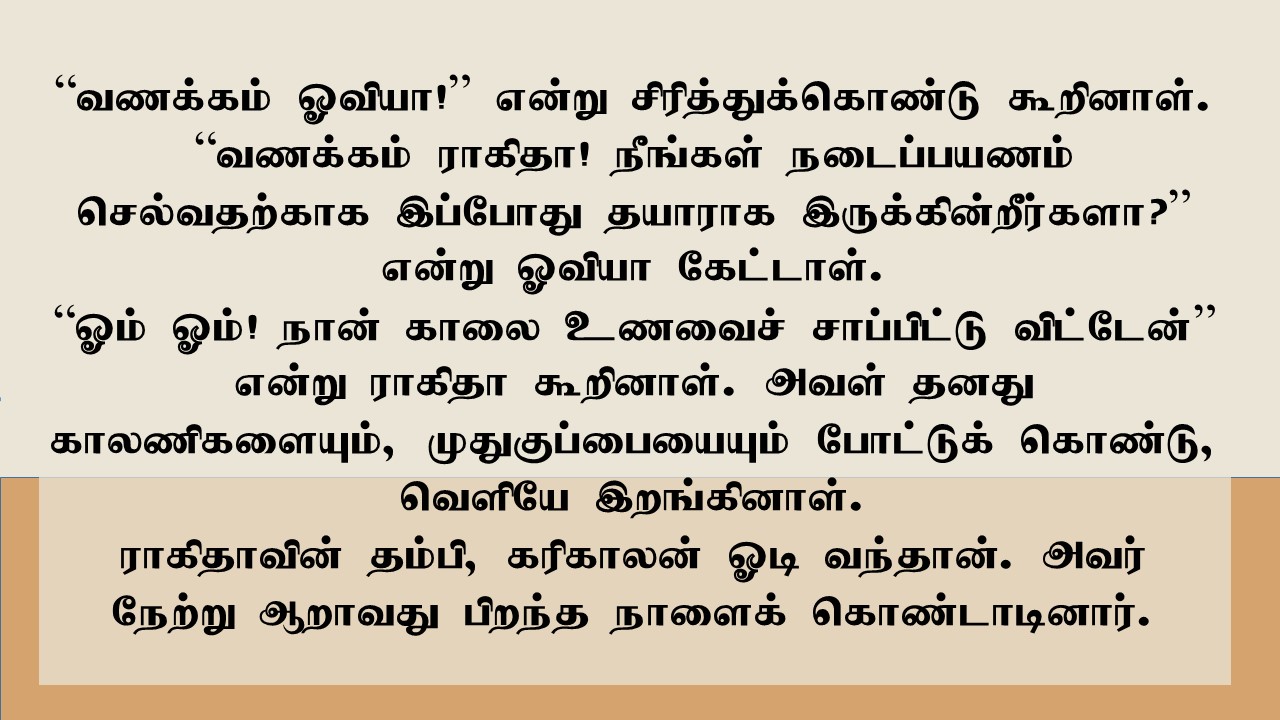 “வணக்கம் ஓவியா!” என்று சிரித்துக்கொண்டு கூறினாள்.
“வணக்கம் ராகிதா! நீங்கள் நடைப்பயணம்
செல்வதற்காக இப்போது தயாராக இருக்கின்றீர்களா?”
என்று ஓவியா கேட்டாள்.
“ஓம் ஓம்! நான் காலை உணவைச் சாப்பிட்டு விட்டேன்”
என்று ராகிதா கூறினாள். அவள் தனது
காலணிகளையும், முதுகுப்பையையும் போட்டுக் கொண்டு,
வெளியே இறங்கினாள்.
ராகிதாவின் தம்பி, கரிகாலன் ஓடி வந்தான். அவர்
நேற்று ஆறாவது பிறந்த நாளைக் கொண்டாடினார்.